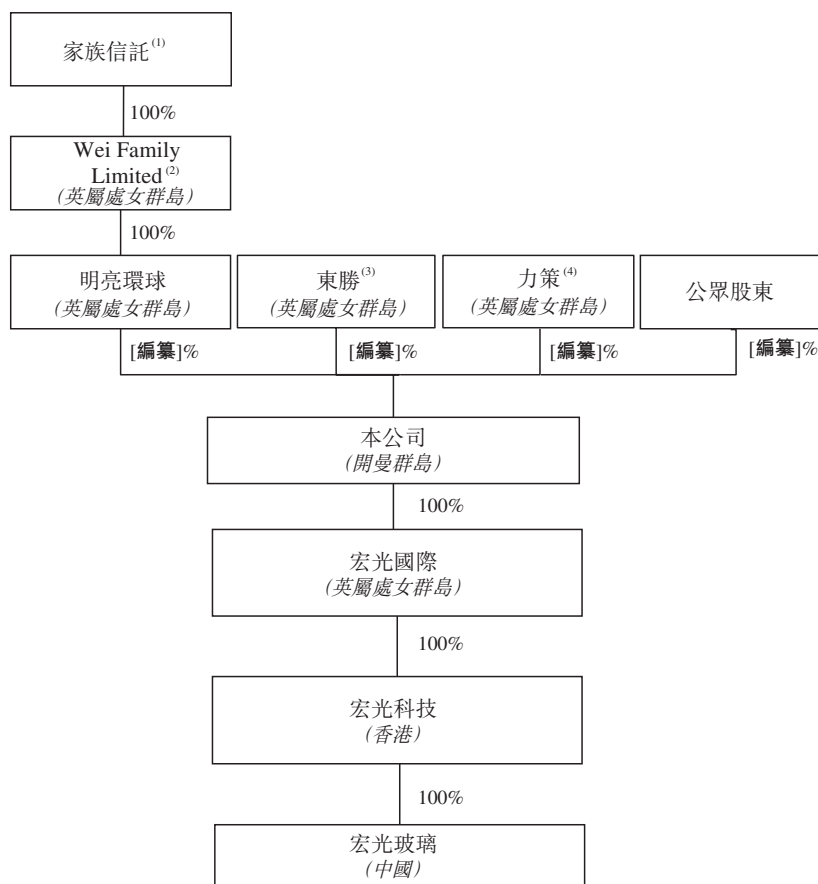 家族信託(1)
100%
Wei Family
Limited(2)
(英屬處女群島)
100%
明亮環球
(英屬處女群島)
東勝(3)
(英屬處女群島)
力策(4)
(英屬處女群島)
公眾股東
[編纂]%
[編纂]%
[編纂]%
[編纂]%
本公司
(開曼群島)
100%
宏光國際
(英屬處女群島)
100%
宏光科技
(香港)
100%
宏光玻璃
(中國)